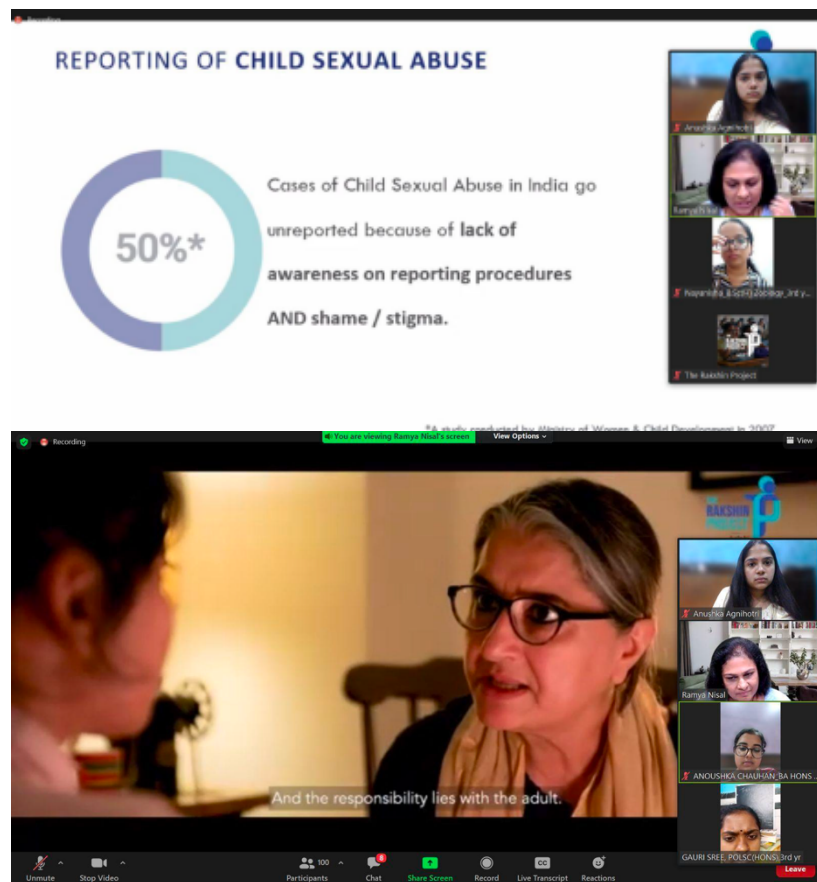 Recording
REPORTING OF CHILD SEXUAL ABUSE
50%*
Cases of Child Sexual Abuse in India go
unreported because of lack of
awareness on reporting procedures
AND shame / stigma.
Anushka Agnihotri
Ramya Nisal
The Rakshin Project
*A study conducted by Ministry of Women & Child Development in 2007
Recording
You are viewing Ramya Nisal's screen
View Options
View
RAKSHIN
PROJECT
Anushka Agnihotri
Ramya Nisal
ANOUSHKA CHAUHAN_BA HONS ...
GAURI SREE, POLSC(HONS) 3rd yr
And the responsibility lies with the adult.
Unmute
Stop Video
100
Participants
8
Chat
Share Screen
Record
CC
Live Transcript
Reactions
Leave